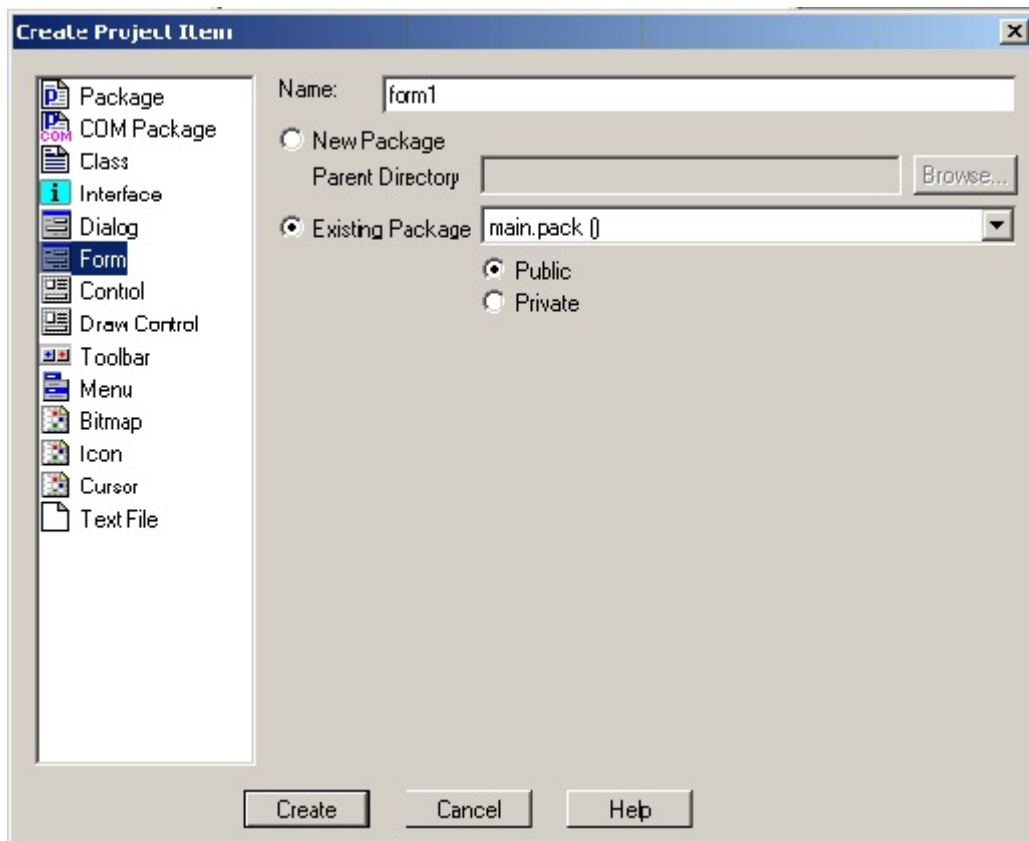 Create Project Item
Package
COM Package
Class
Interface
Dialog
Form
Control
Draw Control
Toolbar
Menu
Bitmap
Icon
Cursor
Text File
Name: form1
New Package
Parent Directory Browse...
Existing Package main.pack ()
Public
Private
Create Cancel Help